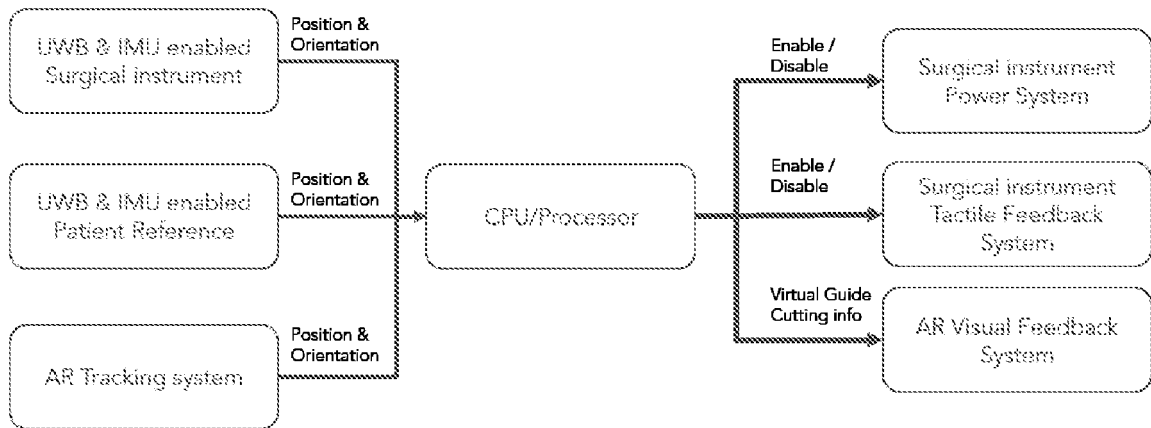 UWB & IMU enabled
Surgical instrument
Position &
Orientation
UWB & IMU enabled
Patient Reference
Position &
Orientation
AR Tracking system
Position &
Orientation
CPU/Processor
Enable /
Disable
Surgical instrument
Power System
Enable /
Disable
Surgical instrument
Tactile Feedback
System
Virtual Guide
Cutting info
AR Visual Feedback
System